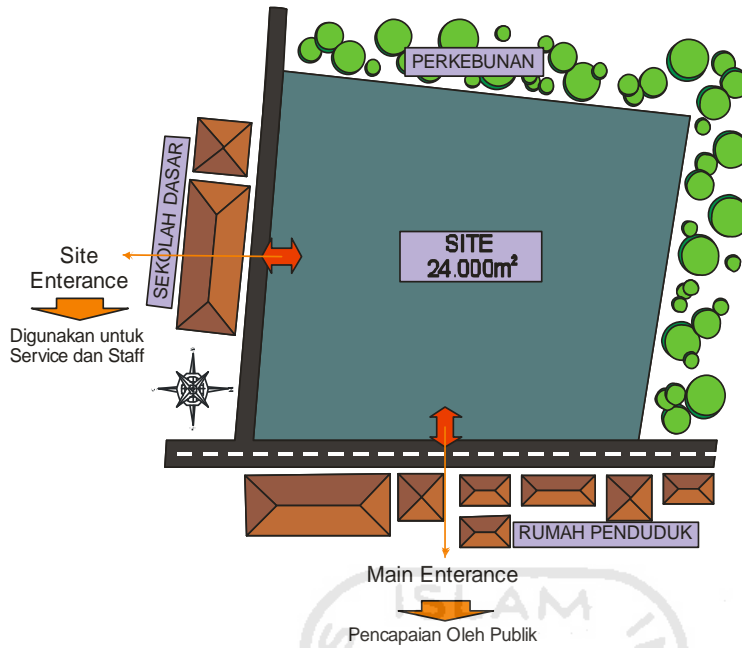 PERKEBUNAN
SEKOLAH DASAR
SITE
24.000m²
Site
Enterance
Digunakan untuk
Service dan Staff
RUMAH PENDUDUK
Main Enterance
ISLAM
Pencapaian Oleh Publik